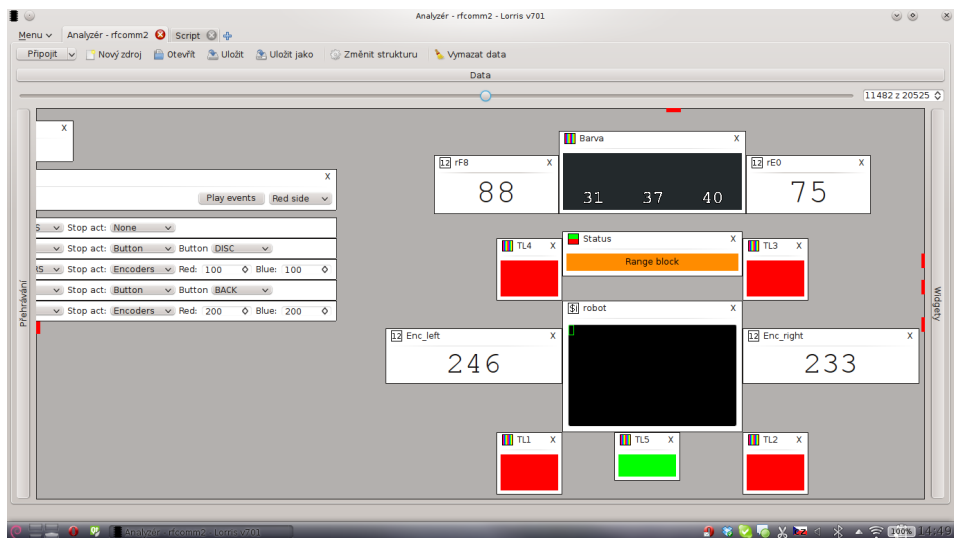 Analyzér - rfcomm2 - Lorris v701
Menu Analyzér - rfcomm2 Script
Připojit Nový zdroj Otevřít Uložit Uložit jako Změnit strukturu Vymazat data
Data
11482 z 20525
X
Barva X
12 rF8 X
12 rE0 X
88
31 37 40
75
X
Play events Red side
S Stop act: None
Stop act: Button Button DISC
RS Stop act: Encoders Red: 100 Blue: 100
Stop act: Button Button BACK
Stop act: Encoders Red: 200 Blue: 200
Přehrávání
Widgety
TL4 X
Status X
TL3 X
Range block
$i robot X
12 Enc_left X
12 Enc_right X
246
233
TL1 X
TL5 X
TL2 X
Analyzér - rfcomm2 - Lorris v701
cz
100%
14:49